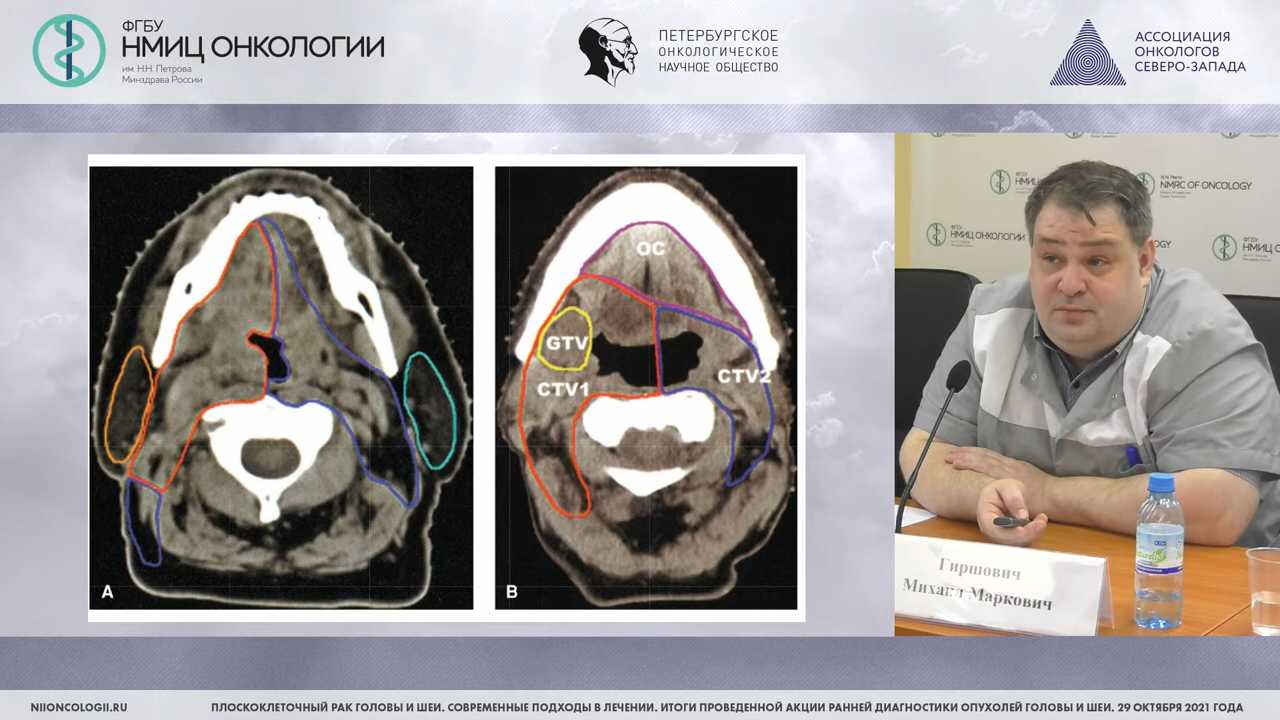 ФГБУ
НМИЦ ОНКОЛОГИИ
им. Н.Н. Петрова
Минздрава России
ПЕТЕРБУРГСКОЕ
ОНКОЛОГИЧЕСКОЕ
НАУЧНОЕ ОБЩЕСТВО
АССОЦИАЦИЯ
ОНКОЛОГОВ
СЕВЕРО-ЗАПАДА
OC
GTV
CTV1
CTV2
A
B
NMRC OF ONCOLOGY
ФГБУ
НМИЦ ОНКОЛОГИИ
Гиршович
Михаил Маркович
NIIONCOLOGII.RU
ПЛОСКОКЛЕТОЧНЫЙ РАК ГОЛОВЫ И ШЕИ. СОВРЕМЕННЫЕ ПОДХОДЫ В ЛЕЧЕНИИ. ИТОГИ ПРОВЕДЕННОЙ АКЦИИ РАННЕЙ ДИАГНОСТИКИ ОПУХОЛЕЙ ГОЛОВЫ И ШЕИ. 29 ОКТЯБРЯ 2021 ГОДА